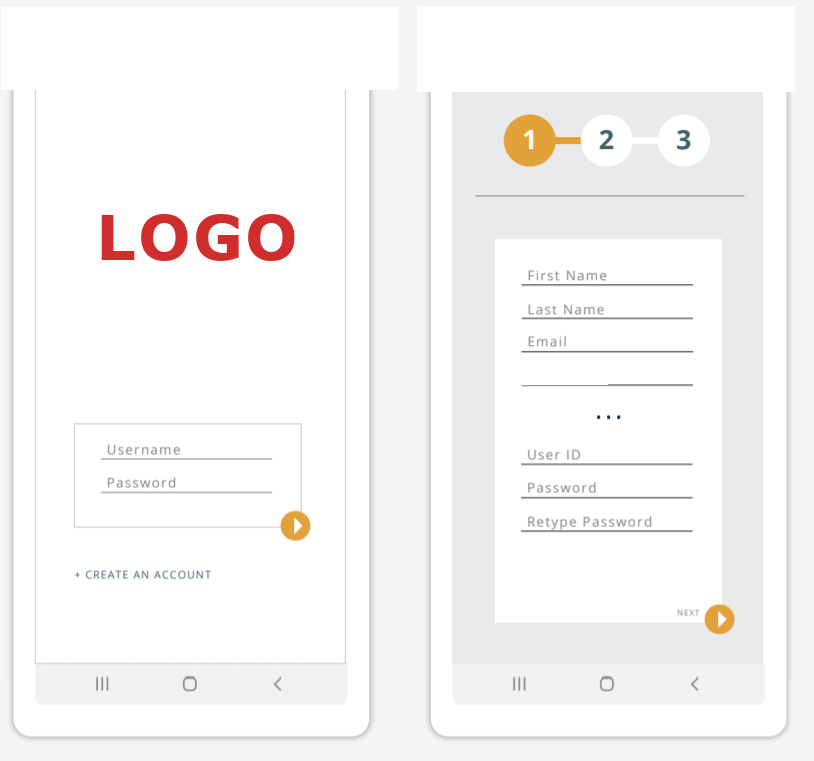 LOGO
Username
Password
+ CREATE AN ACCOUNT
1 2 3
First Name
Last Name
Email
...
User ID
Password
Retype Password
NEXT